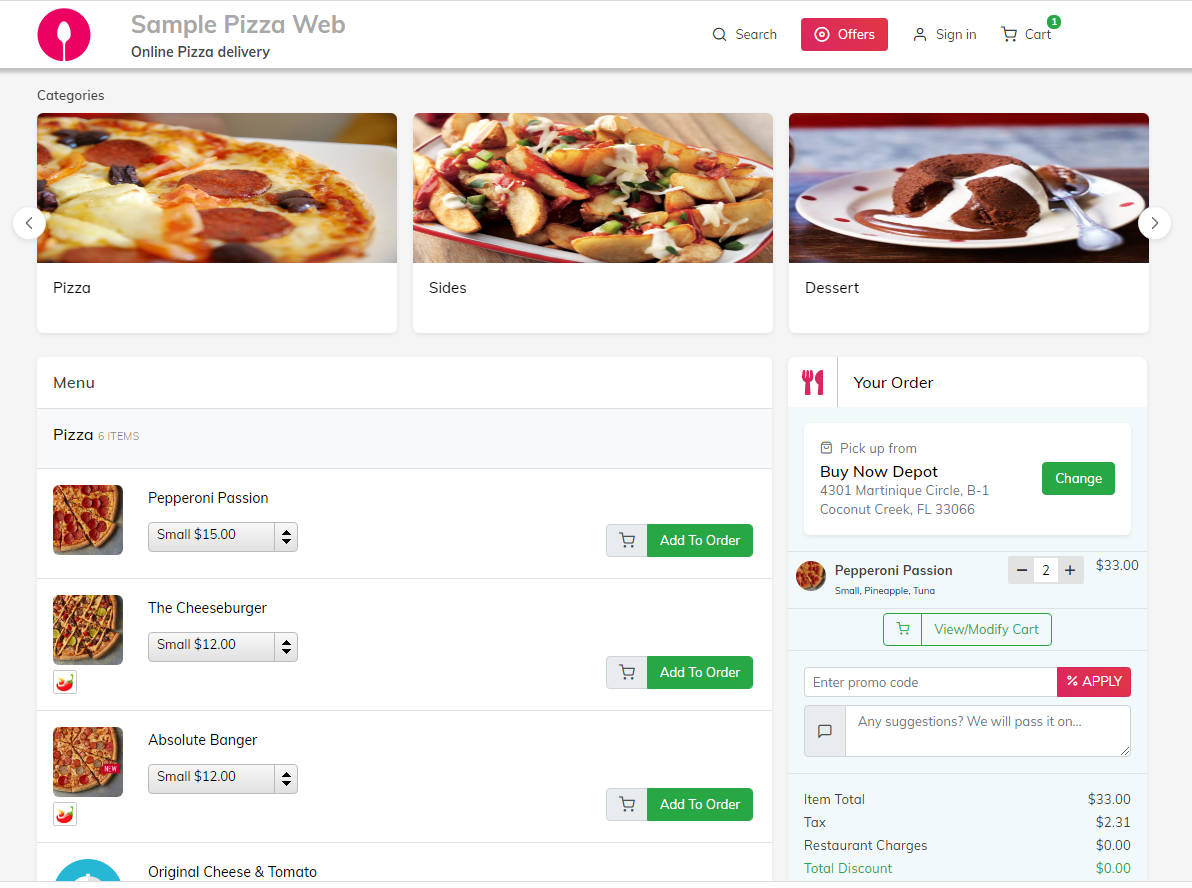 Sample Pizza Web
Online Pizza delivery
Search
Offers
Sign in
Cart
1
Categories
Pizza
Sides
Dessert
Menu
Pizza 6 ITEMS
Pepperoni Passion
Small $15.00
Add To Order
The Cheeseburger
Small $12.00
Add To Order
NEW
Absolute Banger
Small $12.00
Add To Order
Original Cheese & Tomato
Your Order
Pick up from
Buy Now Depot
4301 Martinique Circle, B-1
Coconut Creek, FL 33066
Change
Pepperoni Passion
Small, Pineapple, Tuna
− 2 +
$33.00
View/Modify Cart
Enter promo code
% APPLY
Any suggestions? We will pass it on...
Item Total $33.00
Tax $2.31
Restaurant Charges $0.00
Total Discount $0.00